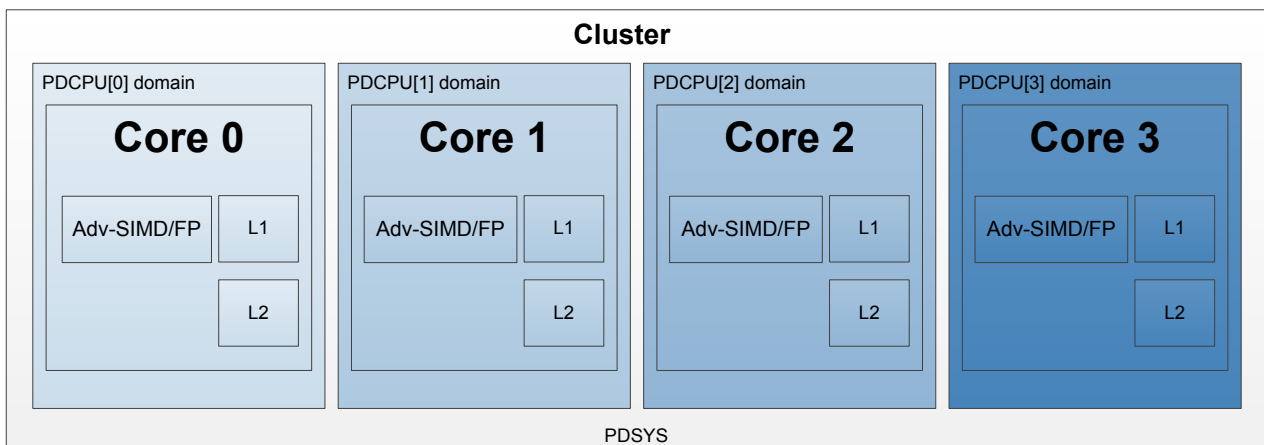 Cluster
PDCPU[0] domain
Core 0
Adv-SIMD/FP
L1
L2
PDCPU[1] domain
Core 1
Adv-SIMD/FP
L1
L2
PDCPU[2] domain
Core 2
Adv-SIMD/FP
L1
L2
PDCPU[3] domain
Core 3
Adv-SIMD/FP
L1
L2
PDSYS